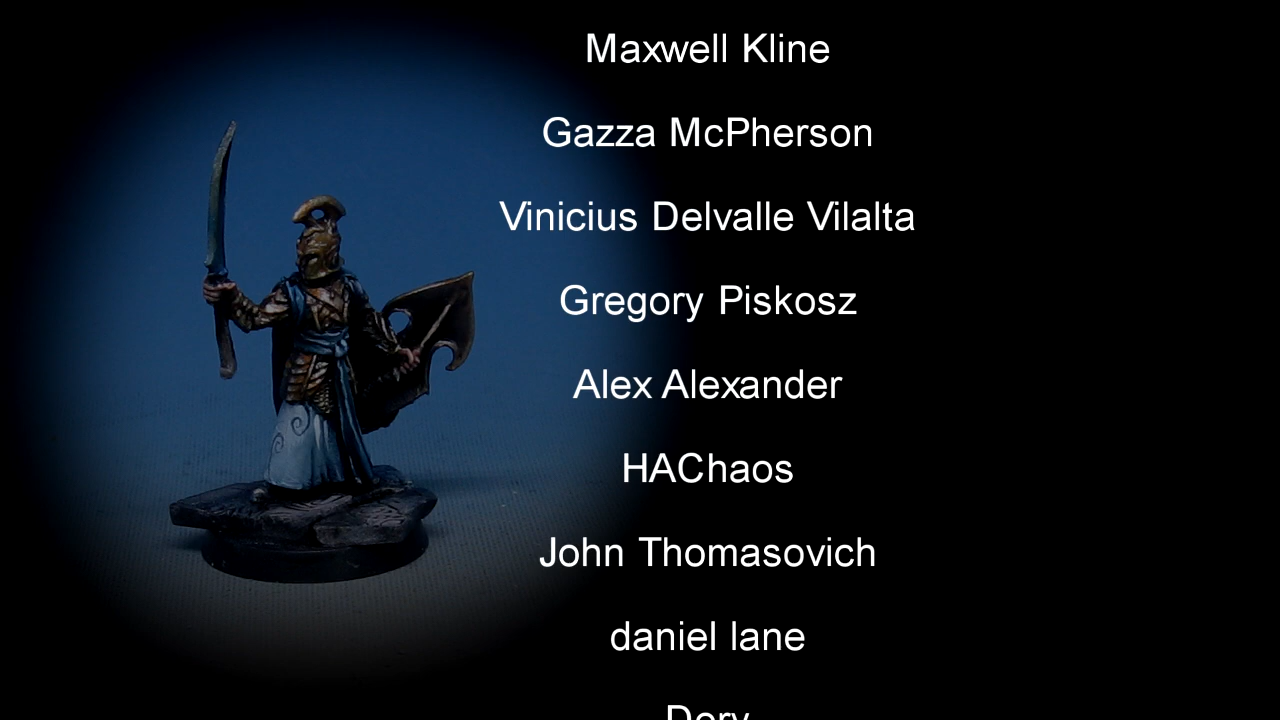 Maxwell Kline
Gazza McPherson
Vinicius Delvalle Vilalta
Gregory Piskosz
Alex Alexander
HAChaos
John Thomasovich
daniel lane